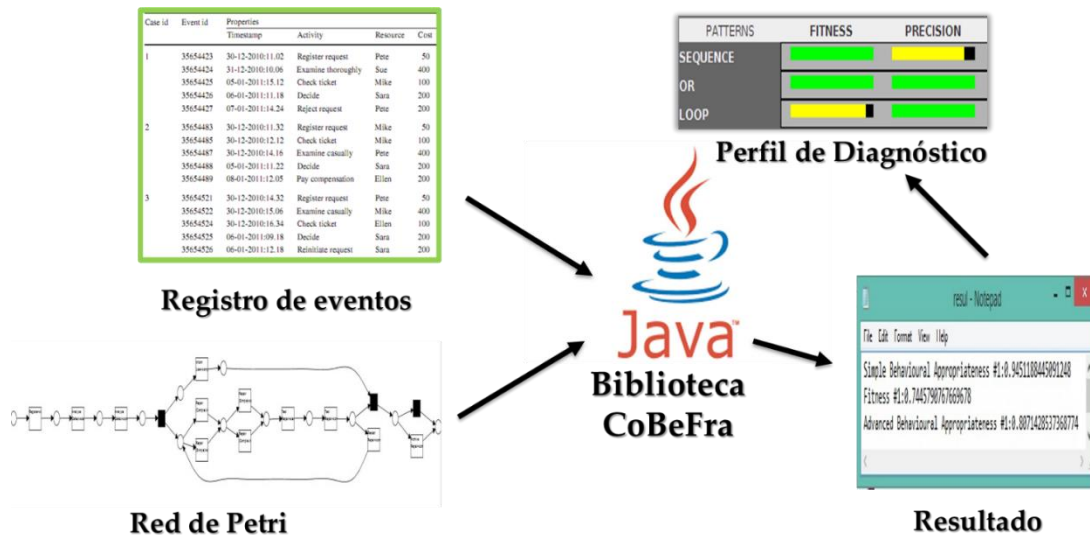 Case id Event id Properties
Timestamp Activity Resource Cost
1 35654423 30-12-2010:11.02 Register request Pete 50
35654424 31-12-2010:10.06 Examine thoroughly Sue 400
35654425 05-01-2011:15.12 Check ticket Mike 100
35654426 06-01-2011:11.18 Decide Sara 200
35654427 07-01-2011:14.24 Reject request Pete 200
2 35654483 30-12-2010:11.32 Register request Mike 50
35654485 30-12-2010:12.12 Check ticket Mike 100
35654487 30-12-2010:14.16 Examine casually Pete 400
35654488 05-01-2011:11.22 Decide Sara 200
35654489 08-01-2011:12.05 Pay compensation Ellen 200
3 35654521 30-12-2010:14.32 Register request Pete 50
35654522 30-12-2010:15.06 Examine casually Mike 400
35654524 30-12-2010:16.34 Check ticket Ellen 100
35654525 06-01-2011:09.18 Decide Sara 200
35654526 06-01-2011:12.18 Reinitiate request Sara 200
Registro de eventos
PATTERNS FITNESS PRECISION
SEQUENCE
OR
LOOP
Perfil de Diagnóstico
Java™
Biblioteca
CoBeFra
resul - Notepad
File Edit Format View Help
Simple Behavioural Appropriateness #1:0.9451188445091248
Fitness #1:0.7445790767669678
Advanced Behavioural Appropriateness #1:0.8071428537368774
Resultado
Red de Petri